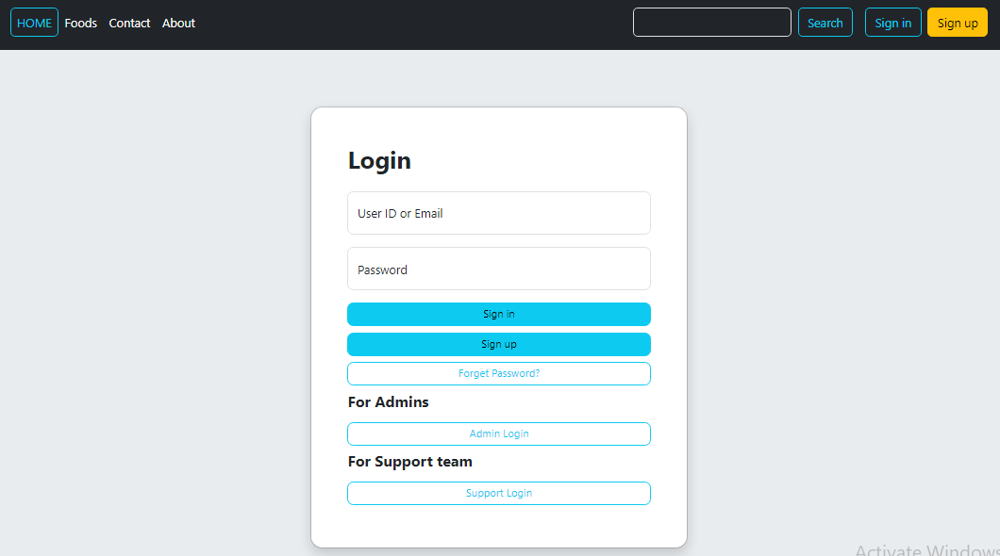 HOME Foods Contact About Search Sign in Sign up
Login
User ID or Email
Password
Sign in
Sign up
Forget Password?
For Admins
Admin Login
For Support team
Support Login
Activate Windows